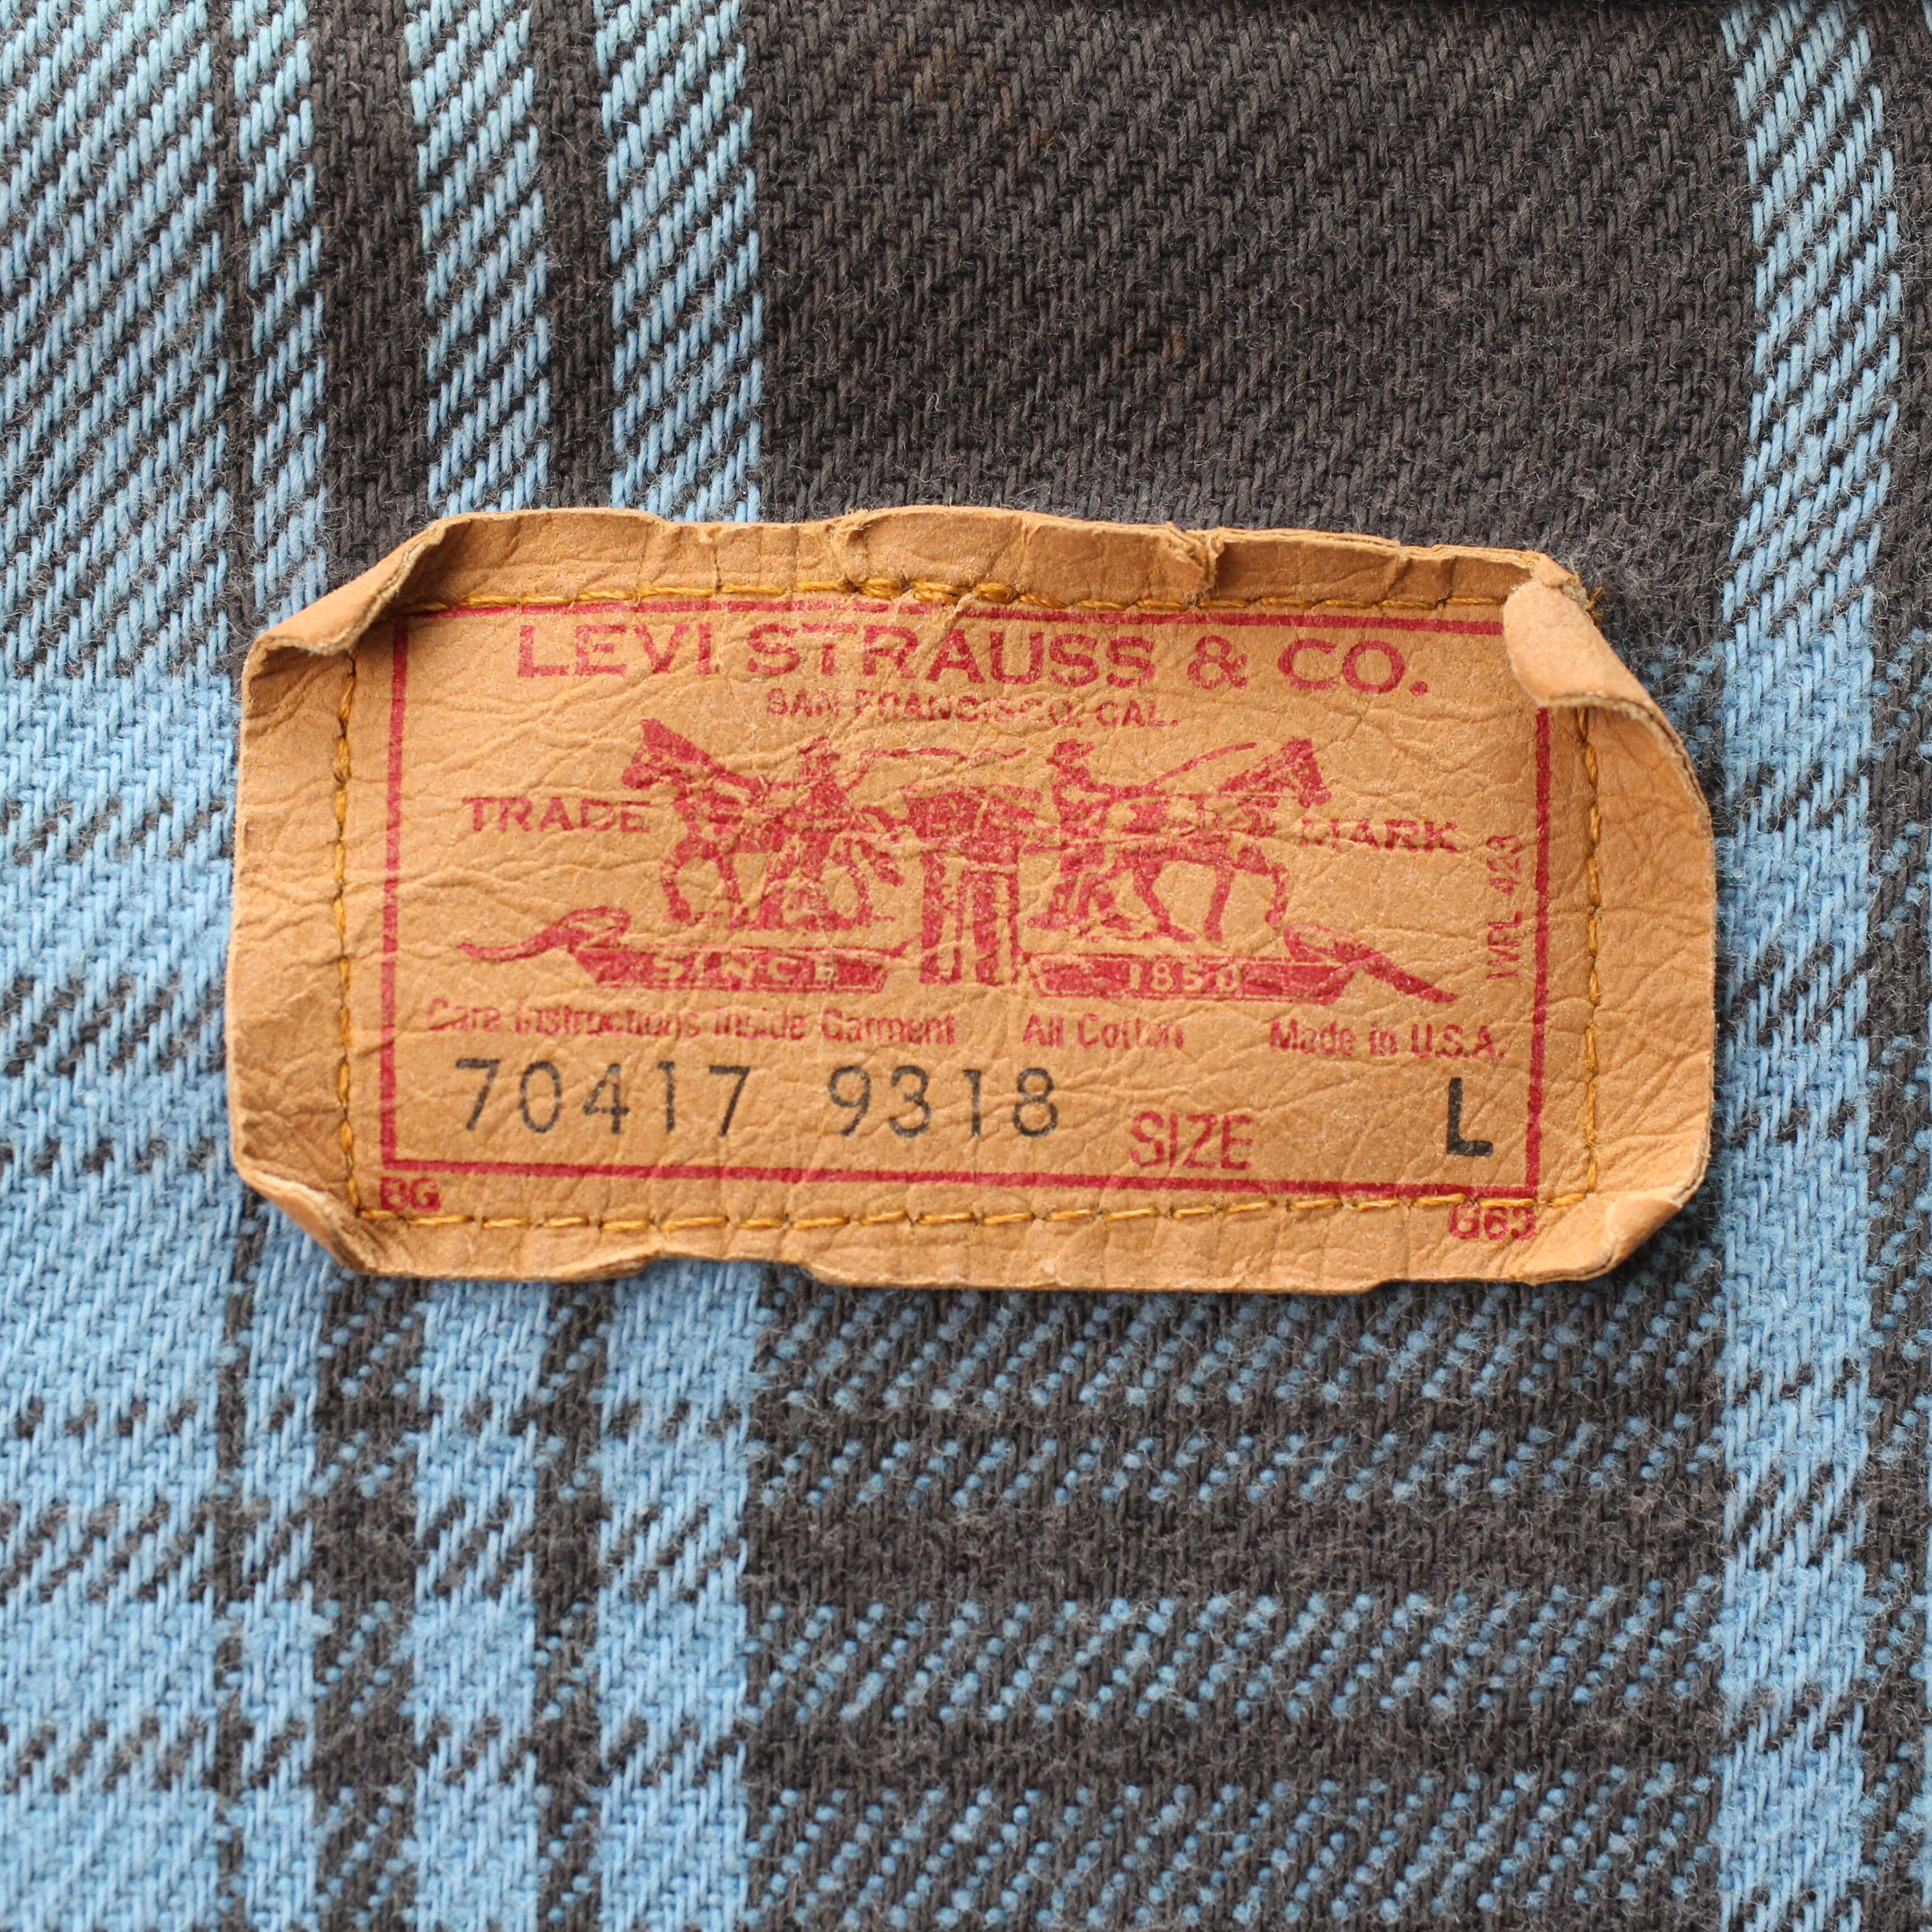 LEVI STRAUSS & CO.
SAN FRANCISCO, CAL.
TRADE MARK
SINCE 1850
WPL 423
Care Instructions Inside Garment All Cotton Made in U.S.A.
70417 9318 SIZE L
BG
G63